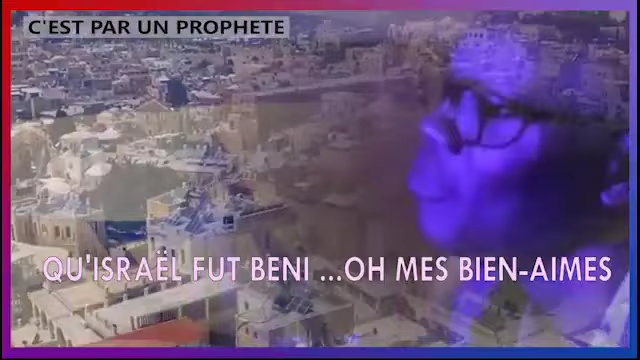 C'EST PAR UN PROPHETE
QU'ISRAËL FUT BENI ...OH MES BIEN-AIMES